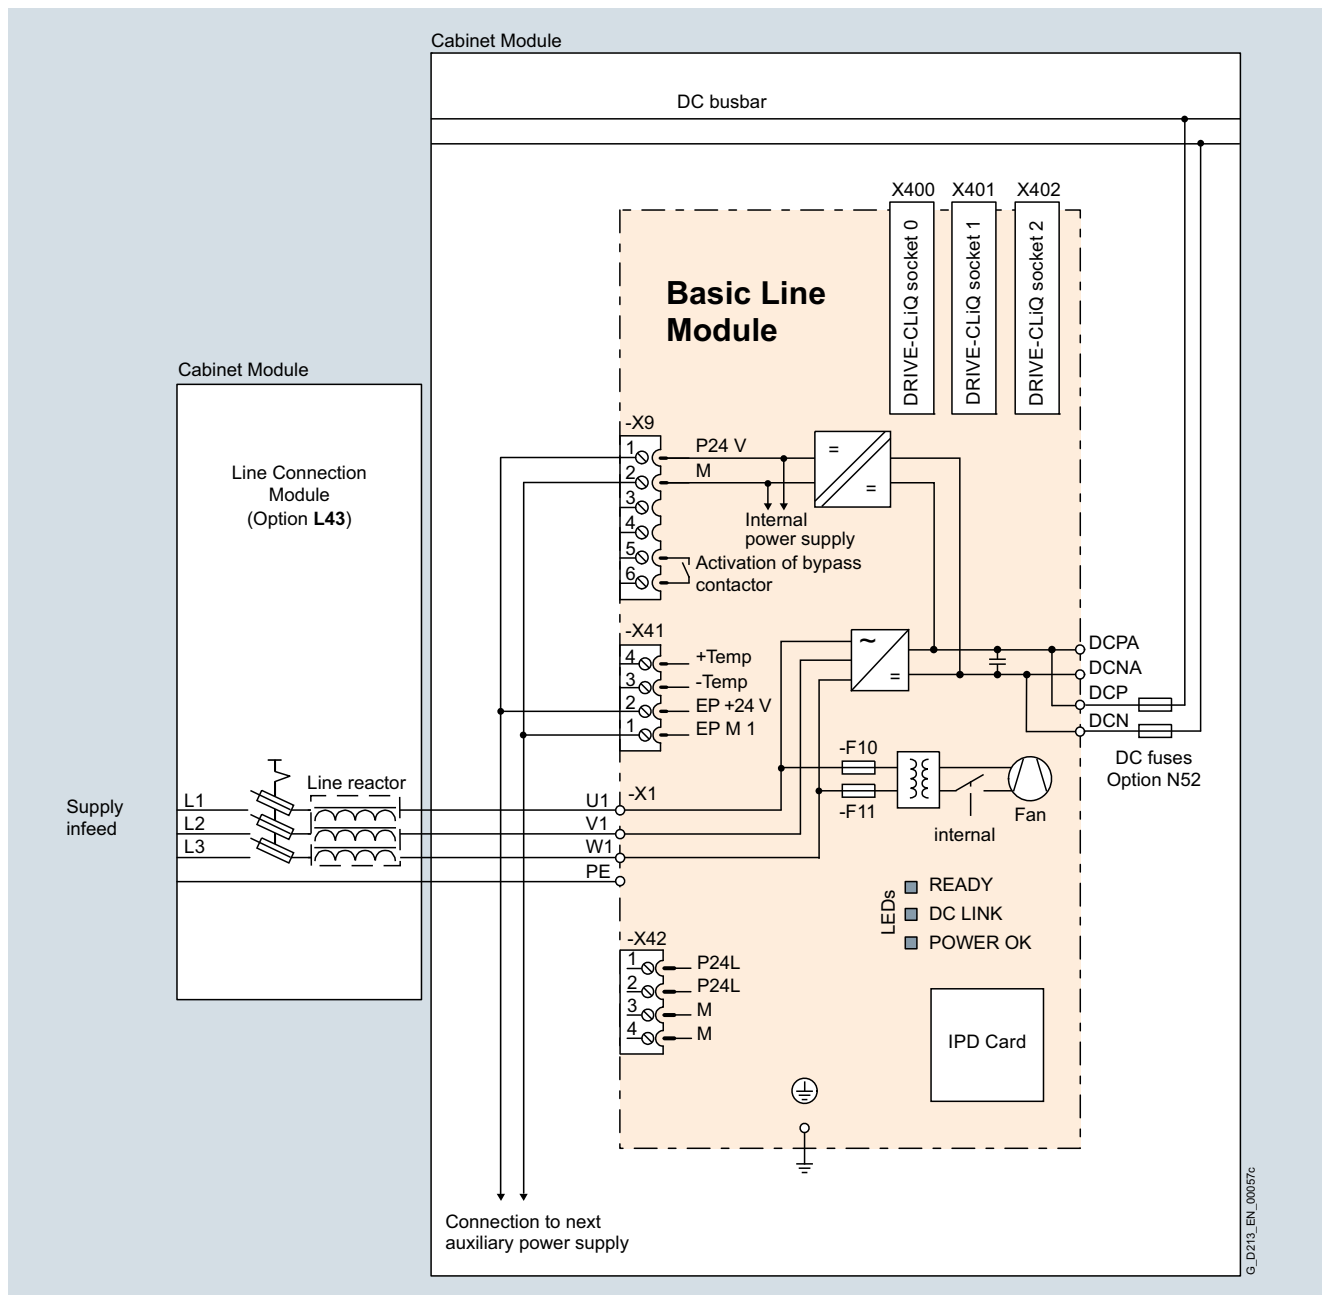 Cabinet Module
DC busbar
X400
X401
X402
DRIVE-CLiQ socket 0
DRIVE-CLiQ socket 1
DRIVE-CLiQ socket 2
Basic Line
Module
Cabinet Module
Line Connection
Module
(Option L43)
-X9
1
P24 V
2
M
3
4
5
6
=
=
Internal
power supply
Activation of bypass
contactor
-X41
4
+Temp
3
-Temp
2
EP +24 V
1
EP M 1
~
=
DCPA
DCNA
DCP
DCN
DC fuses
Option N52
-F10
-F11
internal
Fan
Supply
infeed
L1
L2
L3
Line reactor
-X1
U1
V1
W1
PE
LEDs
READY
DC LINK
POWER OK
-X42
1
P24L
2
P24L
3
M
4
M
IPD Card
Connection to next
auxiliary power supply
G_D213_EN_00057c